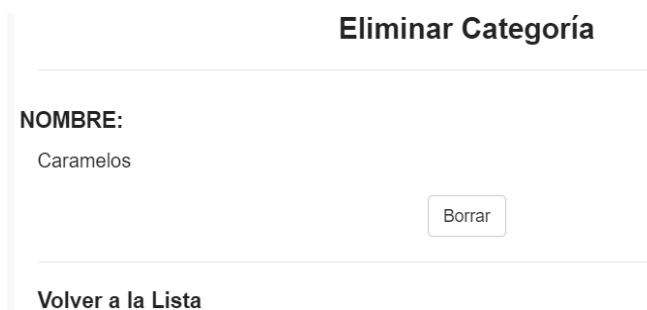 Eliminar Categoría
NOMBRE:
Caramelos
Borrar
Volver a la Lista